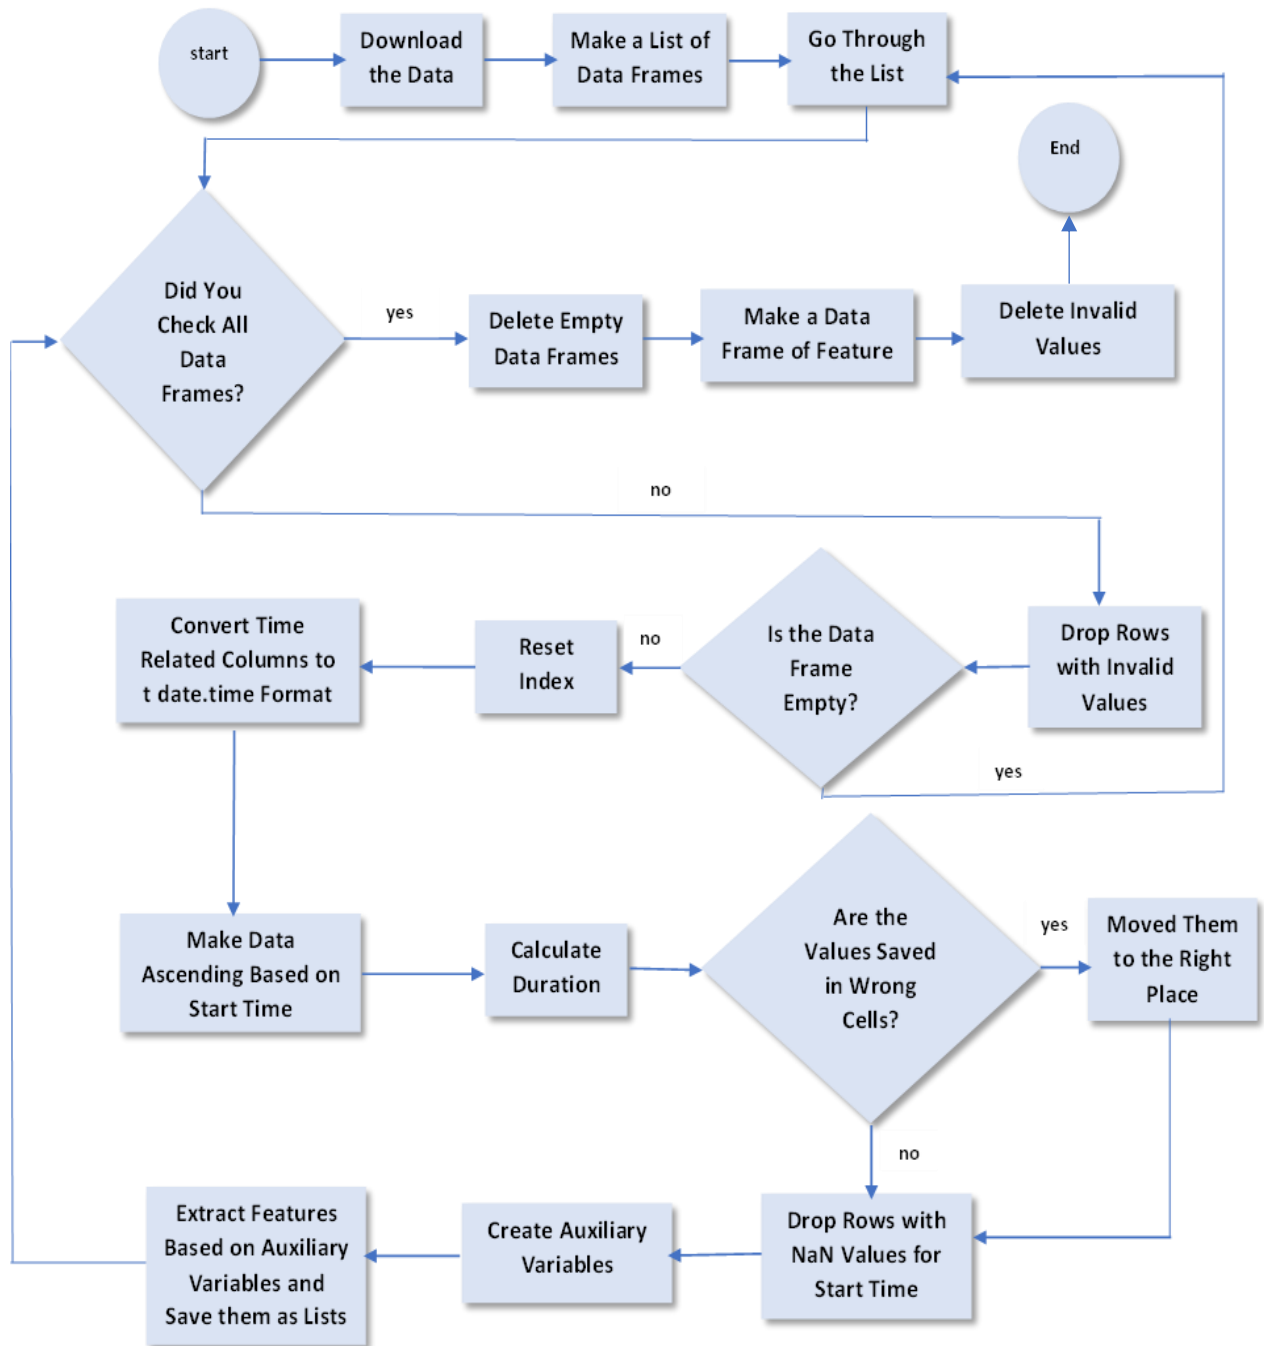 start
Download
the Data
Make a List of
Data Frames
Go Through
the List
End
Did You
Check All
Data
Frames?
yes
Delete Empty
Data Frames
Make a Data
Frame of Feature
Delete Invalid
Values
no
Convert Time
Related Columns to
t date.time Format
Reset
Index
no
Is the Data
Frame
Empty?
Drop Rows
with Invalid
Values
yes
Make Data
Ascending Based on
Start Time
Calculate
Duration
Are the
Values Saved
in Wrong
Cells?
yes
Moved Them
to the Right
Place
no
Extract Features
Based on Auxiliary
Variables and
Save them as Lists
Create Auxiliary
Variables
Drop Rows with
NaN Values for
Start Time